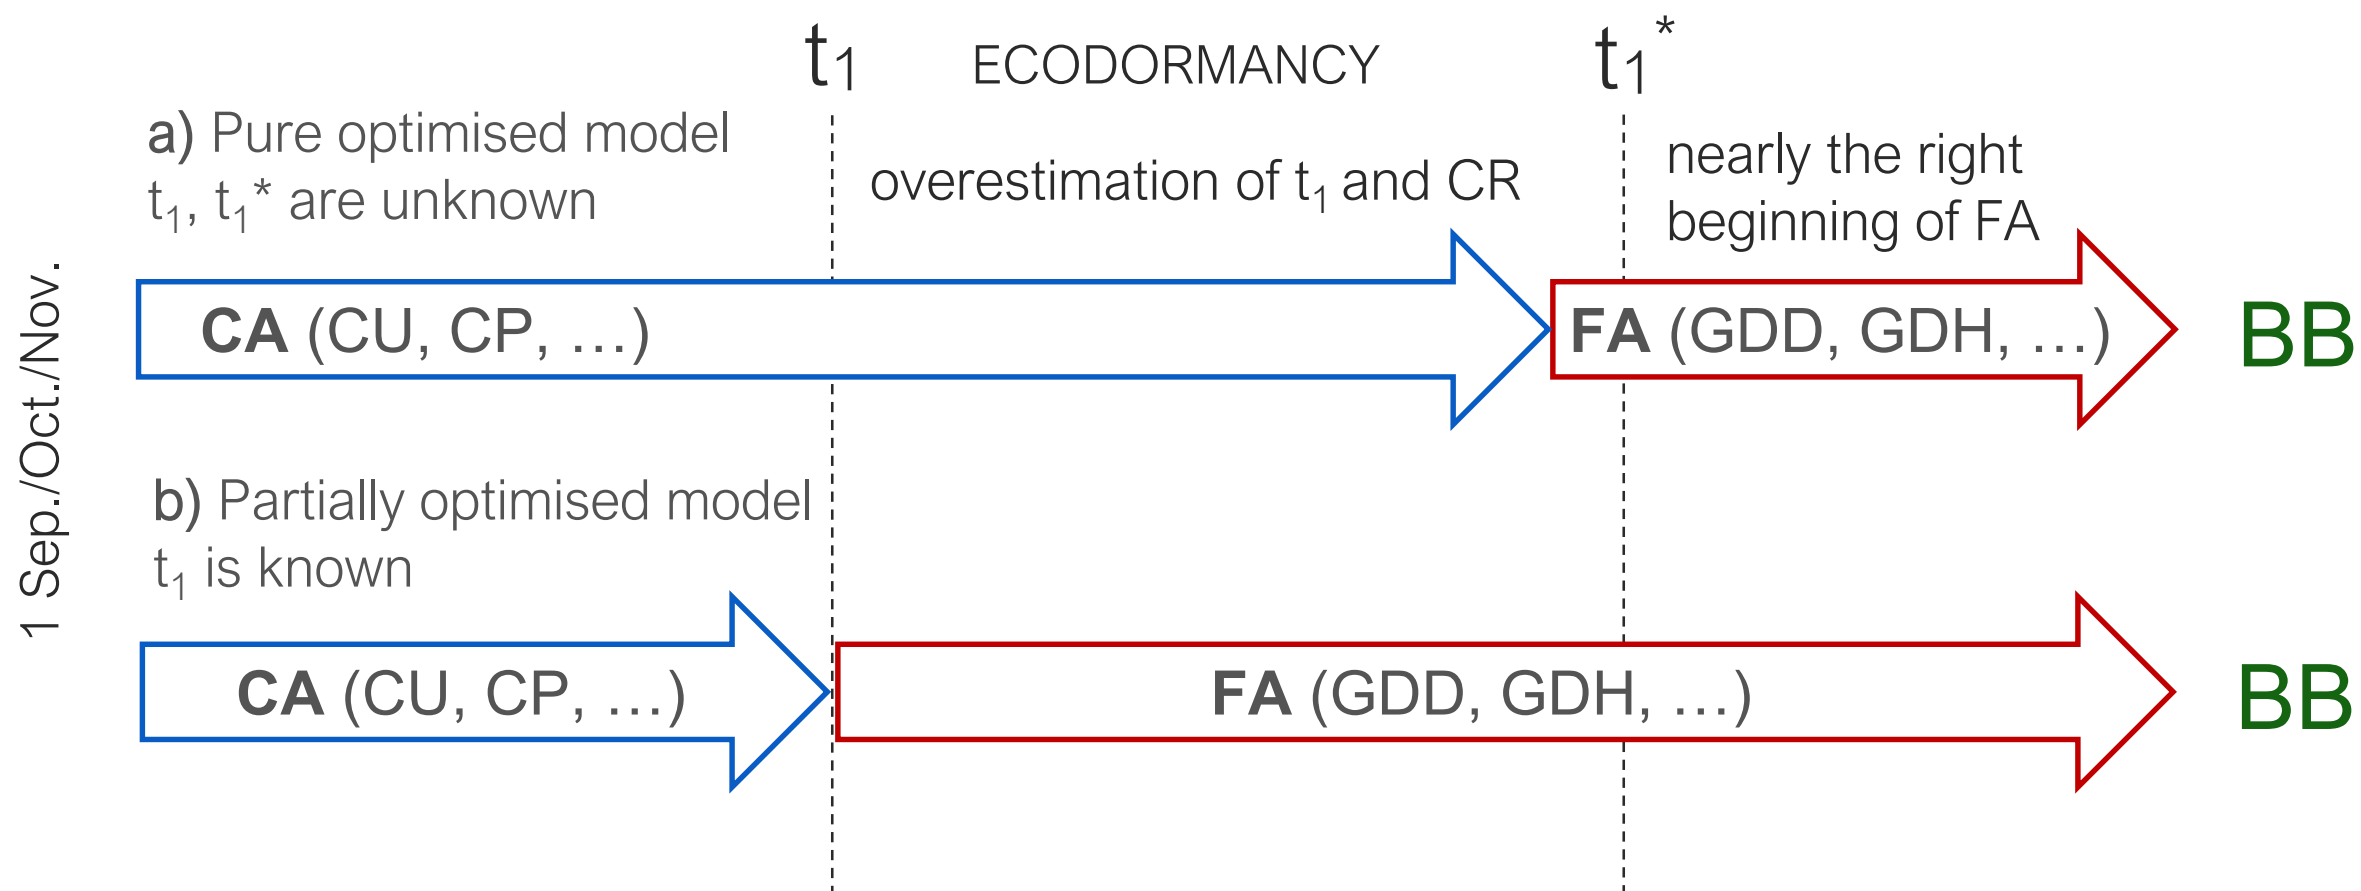 t₁
ECODORMANCY
t₁*
a) Pure optimised model
t₁, t₁* are unknown
overestimation of t₁ and CR
nearly the right
beginning of FA
1 Sep./Oct./Nov.
CA (CU, CP, …)
FA (GDD, GDH, …)
BB
b) Partially optimised model
t₁ is known
CA (CU, CP, …)
FA (GDD, GDH, …)
BB